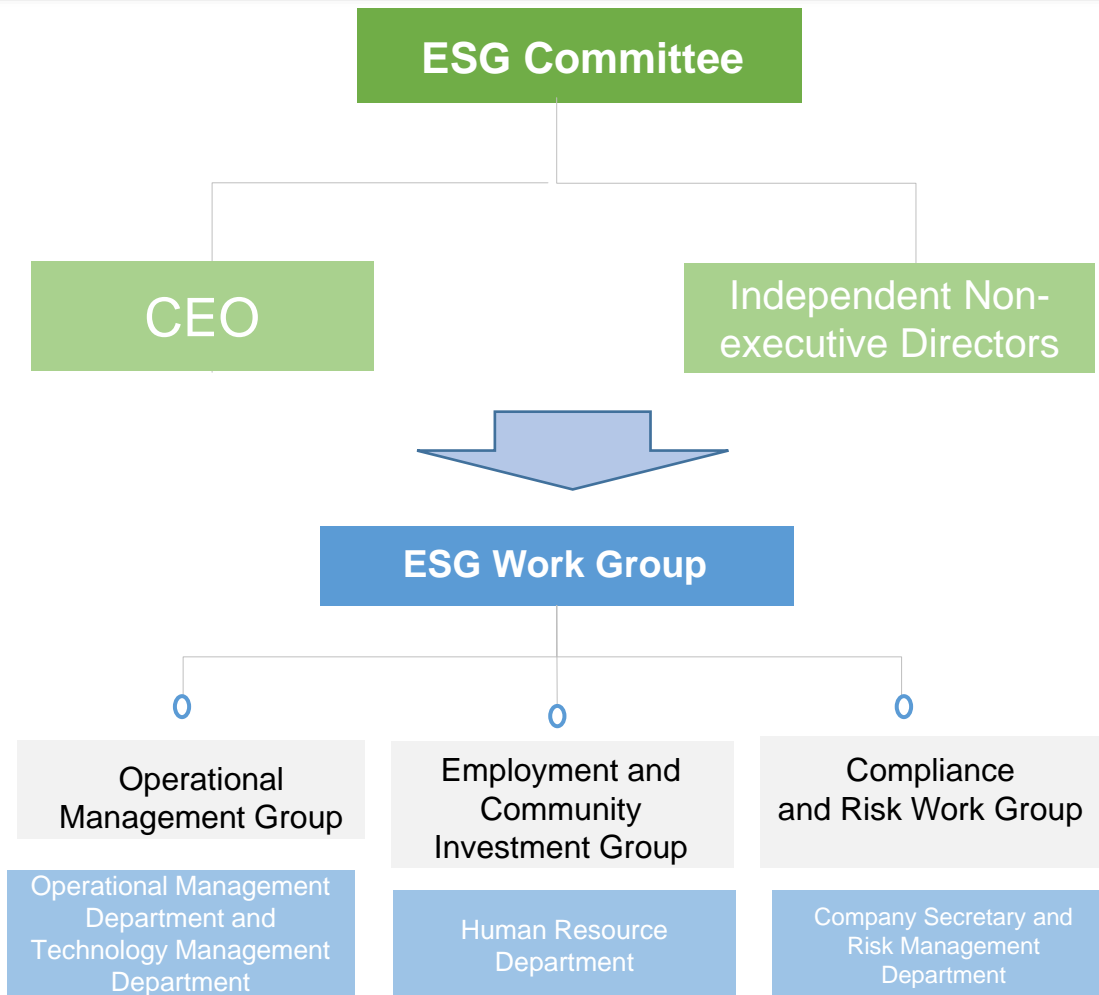 ESG Committee
CEO
Independent Non-
executive Directors
ESG Work Group
Operational
Management Group
Employment and
Community
Investment Group
Compliance
and Risk Work Group
Operational Management
Department and
Technology Management
Department
Human Resource
Department
Company Secretary and
Risk Management
Department